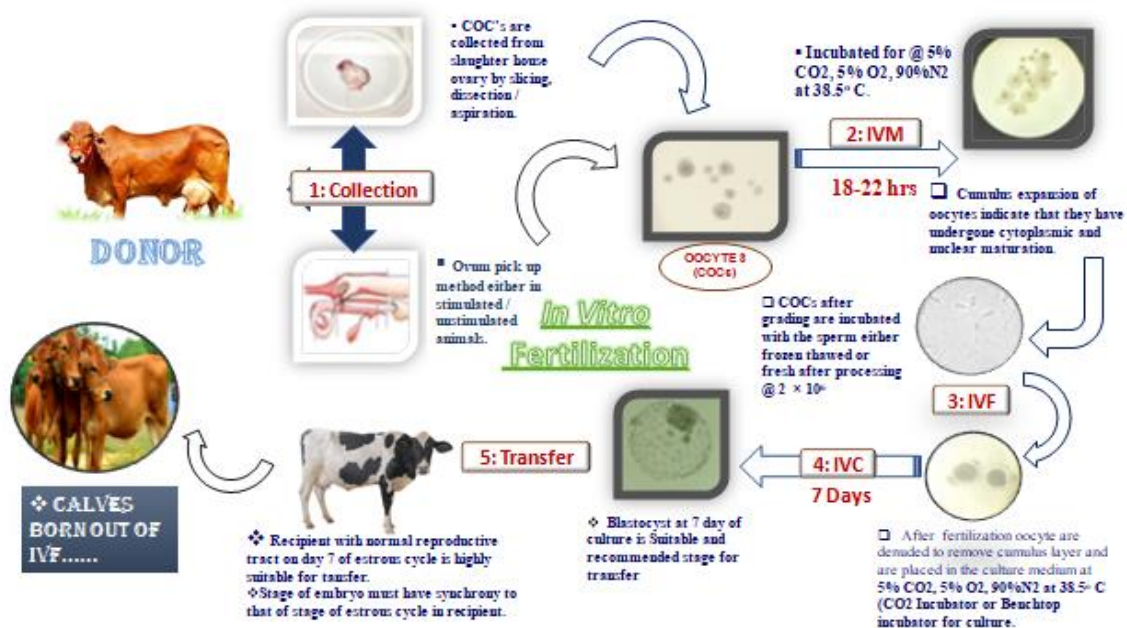 ▪ COC's are
collected from
slaughter house
ovary by slicing,
dissection /
aspiration.
▪ Incubated for @ 5%
CO2, 5% O2, 90%N2
at 38.5º C.
DONOR
1: Collection
2: IVM
18-22 hrs
OOCYTE S
(COCs)
❑ Cumulus expansion of
oocytes indicate that they have
undergone cytoplasmic and
nuclear maturation.
▪ Ovum pick up
method either in
stimulated /
unstimulated
animals.
In Vitro
Fertilization
❑ COCs after
grading are incubated
with the sperm either
frozen thawed or
fresh after processing
@ 2 × 10⁶
3: IVF
4: IVC
7 Days
5: Transfer
❖ CALVES
BORN OUT OF
IVF......
❖ Recipient with normal reproductive
tract on day 7 of estrous cycle is highly
suitable for tansfer.
❖Stage of embryo must have synchrony to
that of stage of estrous cycle in recipient.
❖ Blastocyst at 7 day of
culture is Suitable and
recommended stage for
transfer
❑ After fertilization oocyte are
denuded to remove cumulus layer and
are placed in the culture medium at
5% CO2, 5% O2, 90%N2 at 38.5º C
(CO2 Incubator or Benchtop
incubator for culture.